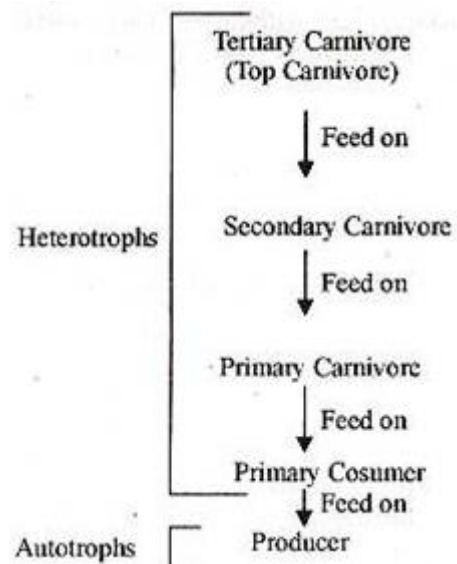 Tertiary Carnivore
(Top Carnivore)
Feed on
Heterotrophs
Secondary Carnivore
Feed on
Primary Carnivore
Feed on
Primary Cosumer
Feed on
Autotrophs
Producer